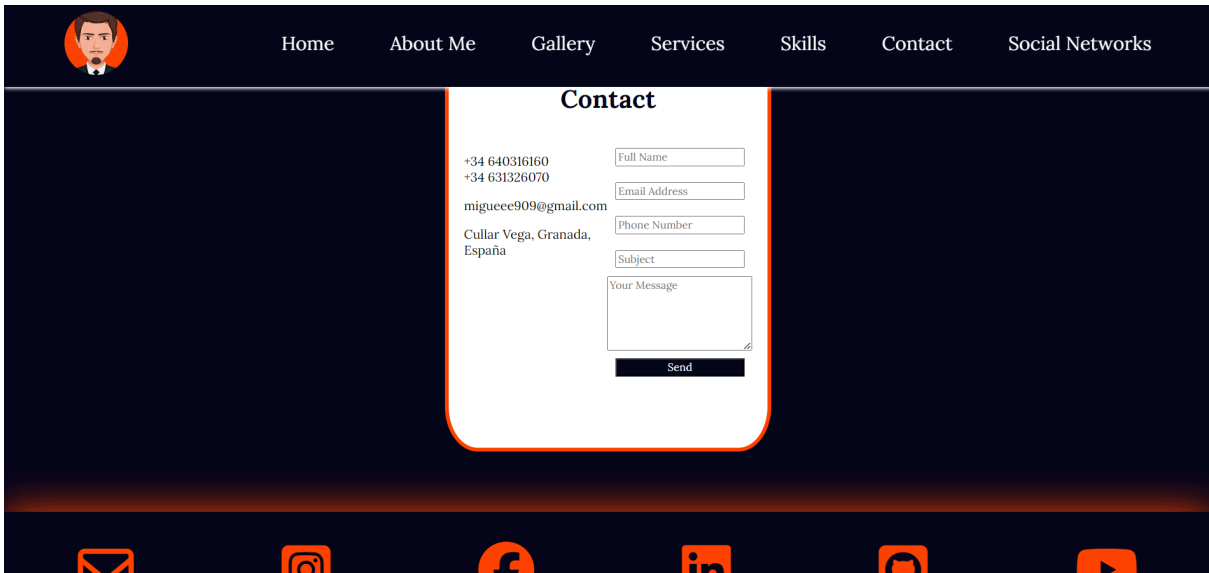 Home About Me Gallery Services Skills Contact Social Networks
Contact
+34 640316160
+34 631326070
migueee909@gmail.com
Cullar Vega, Granada,
España
Full Name
Email Address
Phone Number
Subject
Your Message
Send